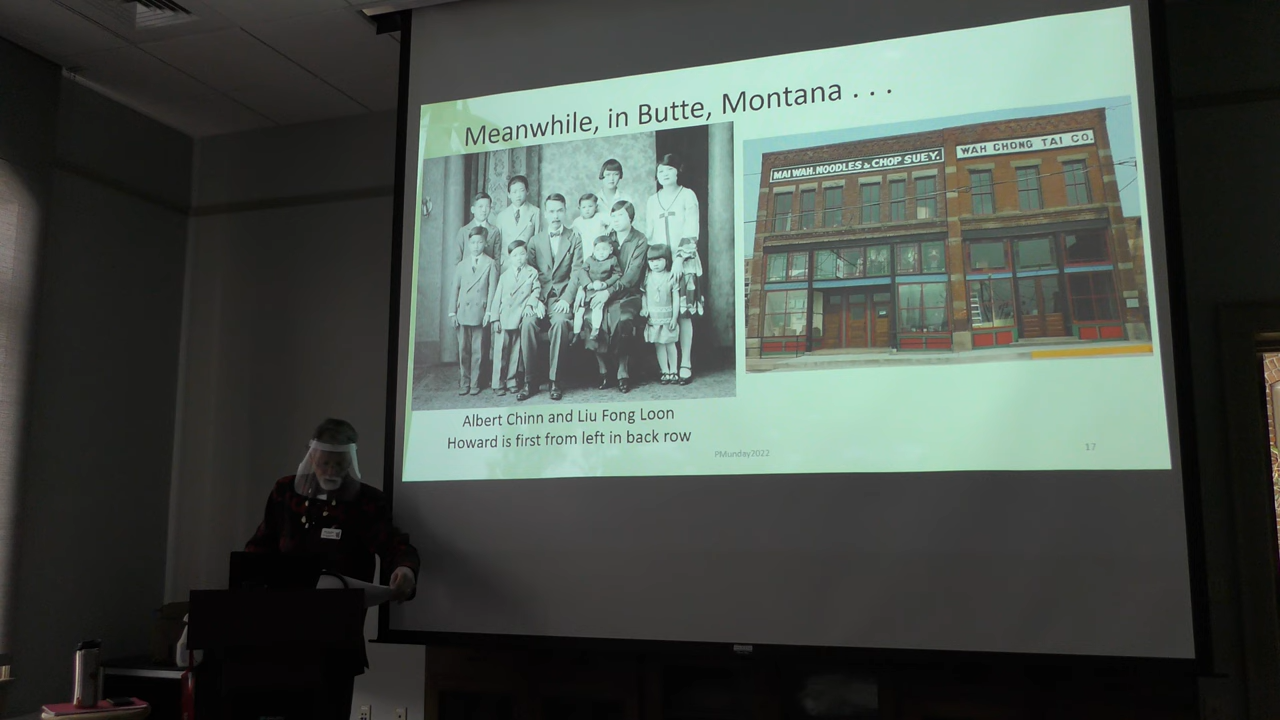 Meanwhile, in Butte, Montana . . .
MAI WAH. NOODLES & CHOP SUEY.
WAH CHONG TAI CO.
Albert Chinn and Liu Fong Loon
Howard is first from left in back row
PMunday2022
17